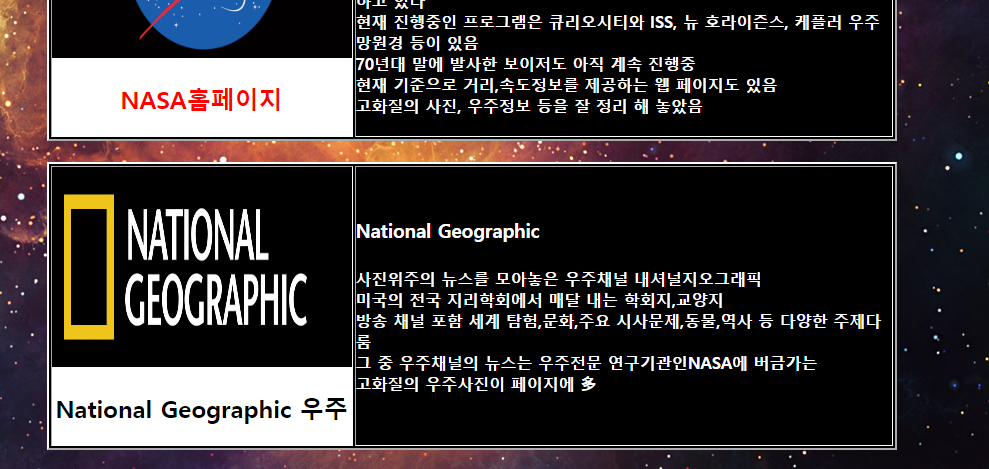 하고 있다
현재 진행중인 프로그램은 큐리오시티와 ISS, 뉴 호라이즌스, 케플러 우주
망원경 등이 있음
70년대 말에 발사한 보이저도 아직 계속 진행중
현재 기준으로 거리,속도정보를 제공하는 웹 페이지도 있음
고화질의 사진, 우주정보 등을 잘 정리 해 놓았음
NASA홈페이지
NATIONAL
GEOGRAPHIC
National Geographic 우주
National Geographic
사진위주의 뉴스를 모아놓은 우주채널 내셔널지오그래픽
미국의 전국 지리학회에서 매달 내는 학회지,교양지
방송 채널 포함 세계 탐험,문화,주요 시사문제,동물,역사 등 다양한 주제다
룸
그 중 우주채널의 뉴스는 우주전문 연구기관인NASA에 버금가는
고화질의 우주사진이 페이지에 多